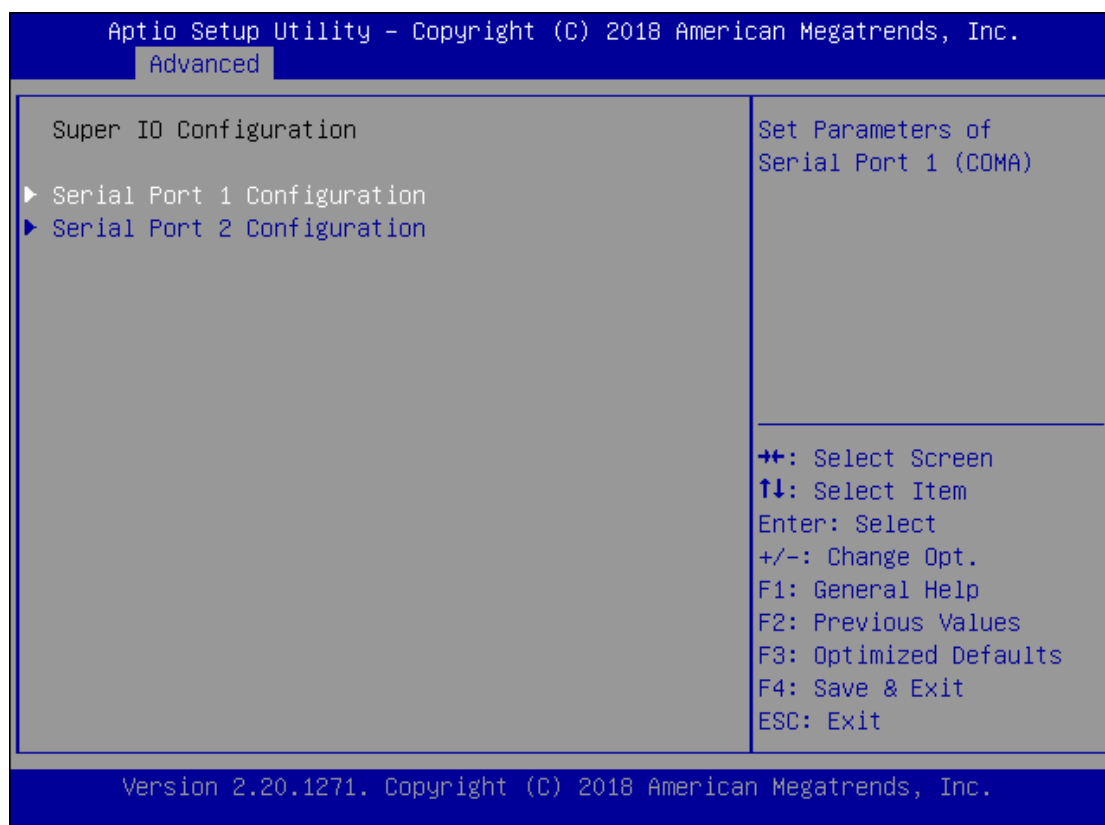 Aptio Setup Utility – Copyright (C) 2018 American Megatrends, Inc.
Advanced
Super IO Configuration
Serial Port 1 Configuration
Serial Port 2 Configuration
Set Parameters of
Serial Port 1 (COMA)
→←: Select Screen
↑↓: Select Item
Enter: Select
+/-: Change Opt.
F1: General Help
F2: Previous Values
F3: Optimized Defaults
F4: Save & Exit
ESC: Exit
Version 2.20.1271. Copyright (C) 2018 American Megatrends, Inc.